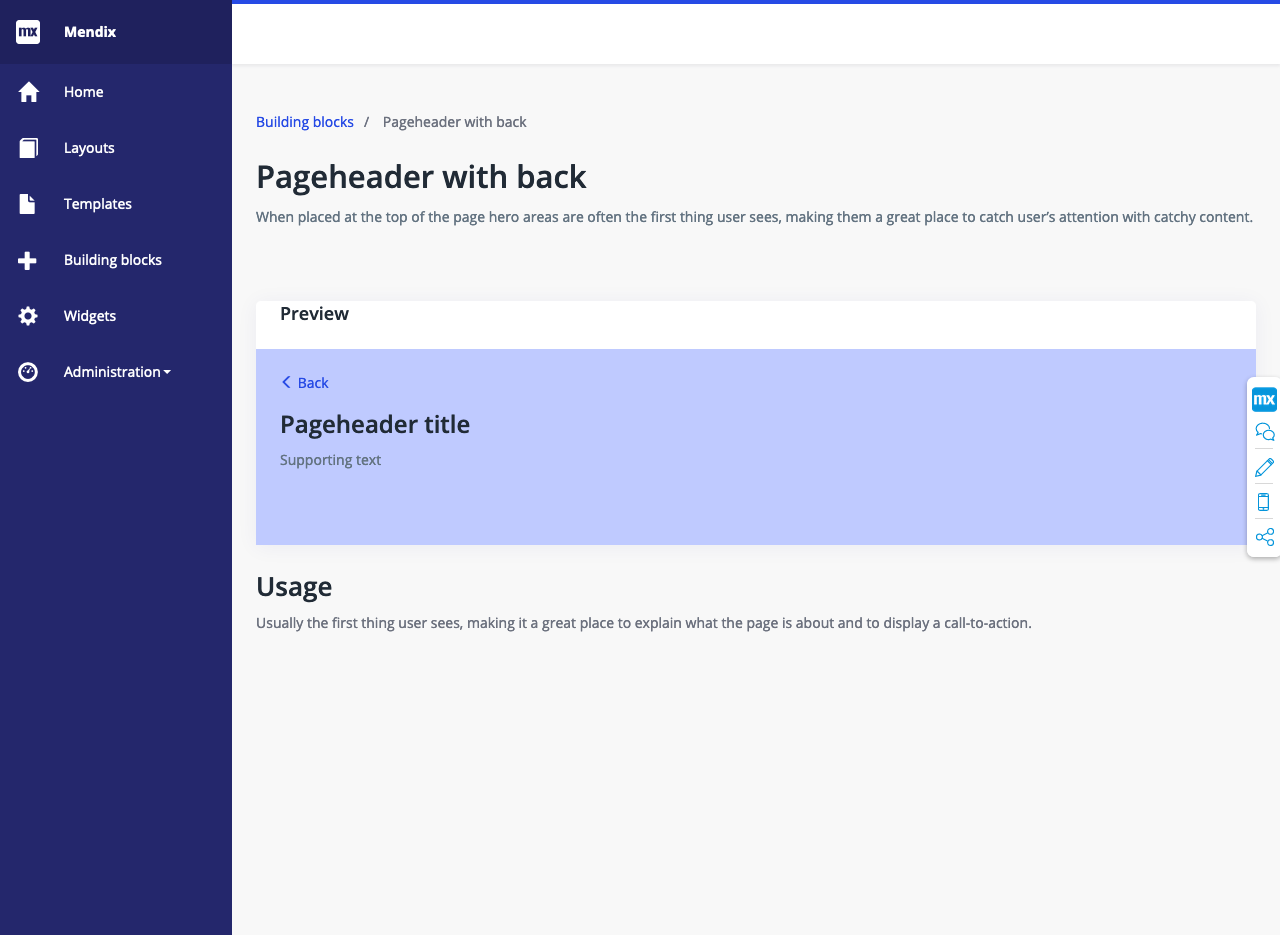 mx Mendix
Home
Layouts
Templates
Building blocks
Widgets
Administration
Building blocks / Pageheader with back
Pageheader with back
When placed at the top of the page hero areas are often the first thing user sees, making them a great place to catch user’s attention with catchy content.
Preview
Back
Pageheader title
Supporting text
mx
Usage
Usually the first thing user sees, making it a great place to explain what the page is about and to display a call-to-action.